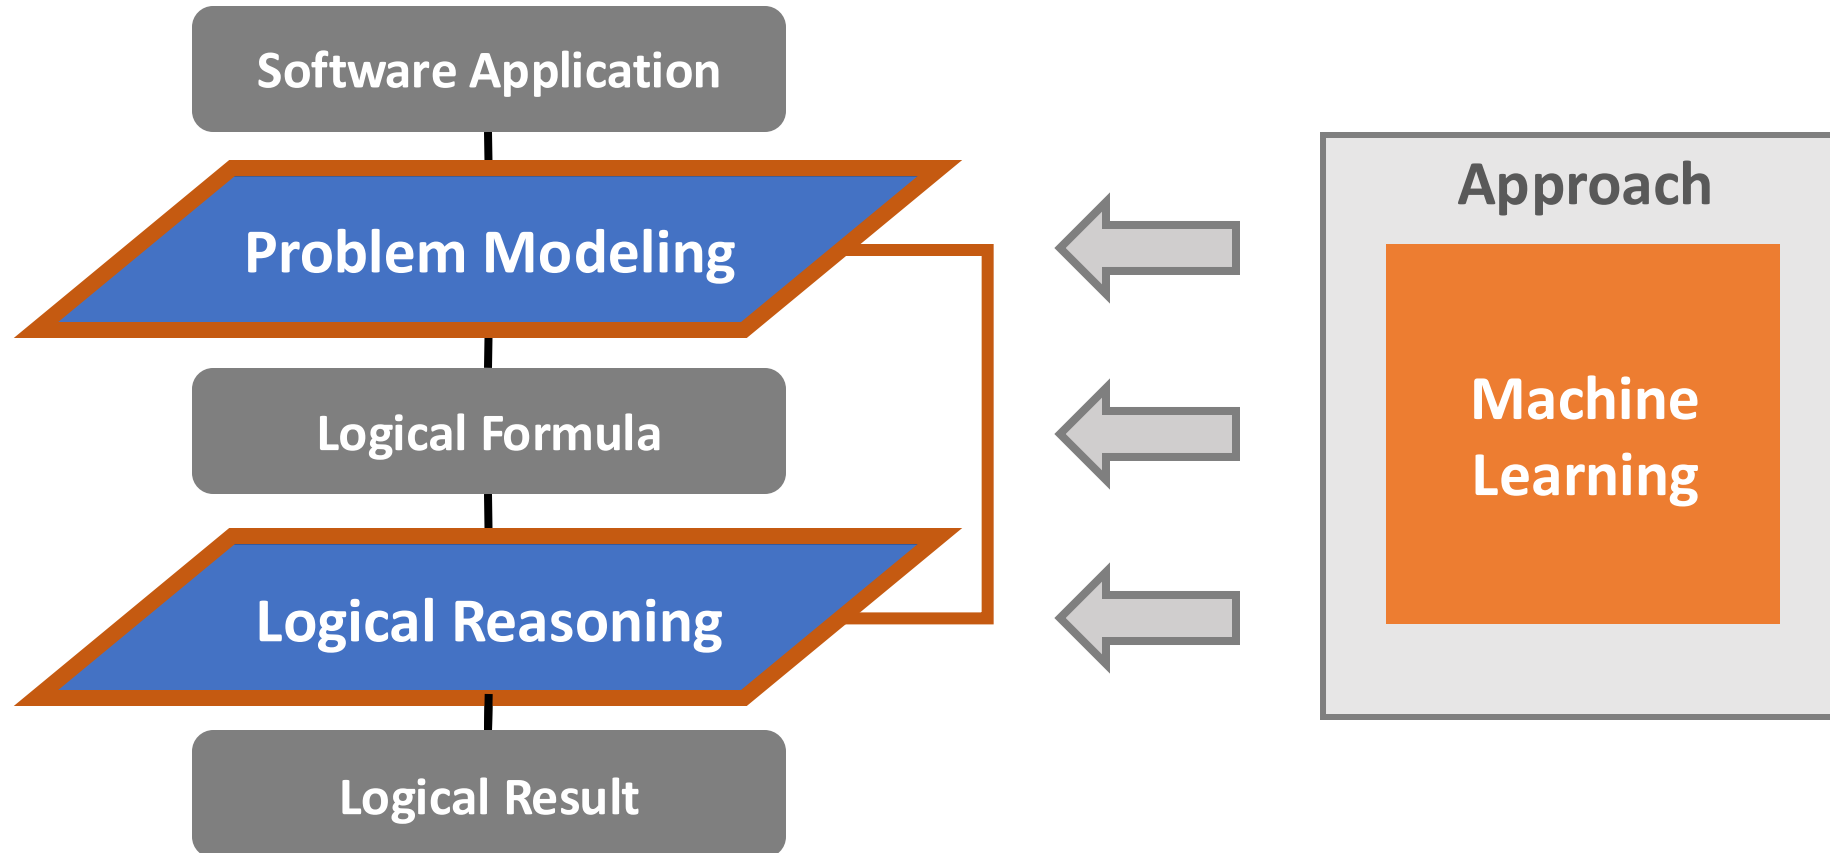 Software Application
Problem Modeling
Logical Formula
Logical Reasoning
Logical Result
Approach
Machine
Learning